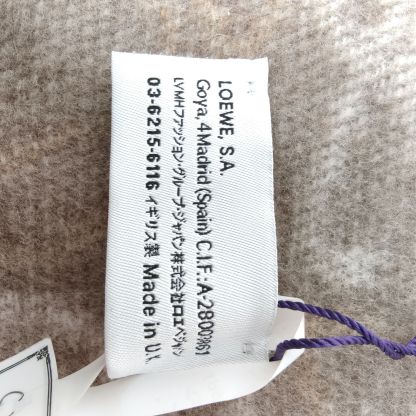 LOEWE, S.A.
Goya, 4 Madrid (Spain) C.I.F.: A-28003861
LVMHファッション・グループ・ジャパン株式会社ロエベジャパン
03-6215-6116 イギリス製 Made in U.K